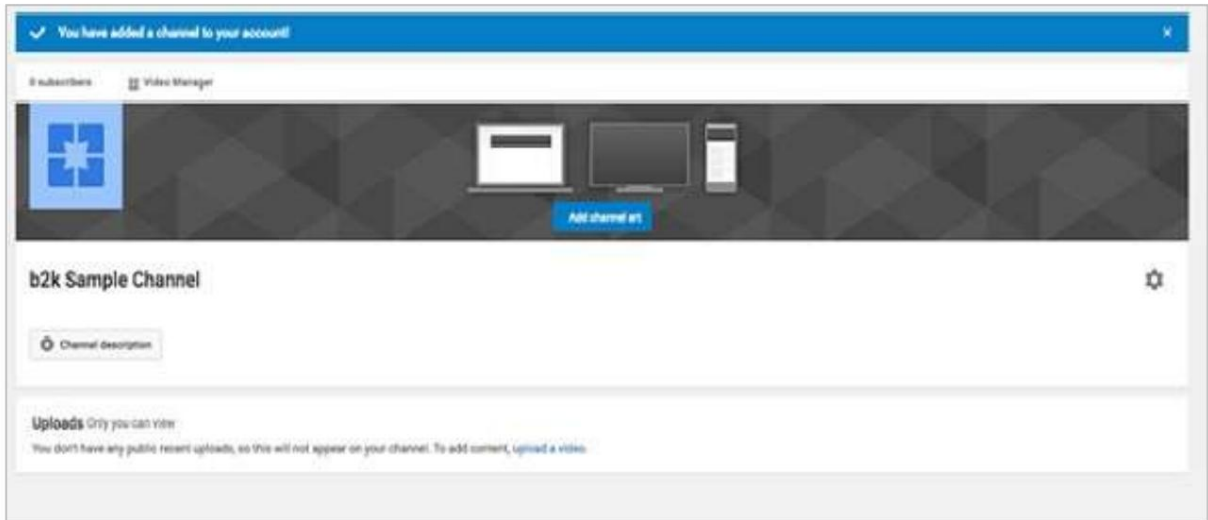 You have added a channel to your account!
0 subscribers
Video Manager
Add channel art
b2k Sample Channel
Channel description
Uploads Only you can view
You don't have any public recent uploads, so this will not appear on your channel. To add content, upload a video.